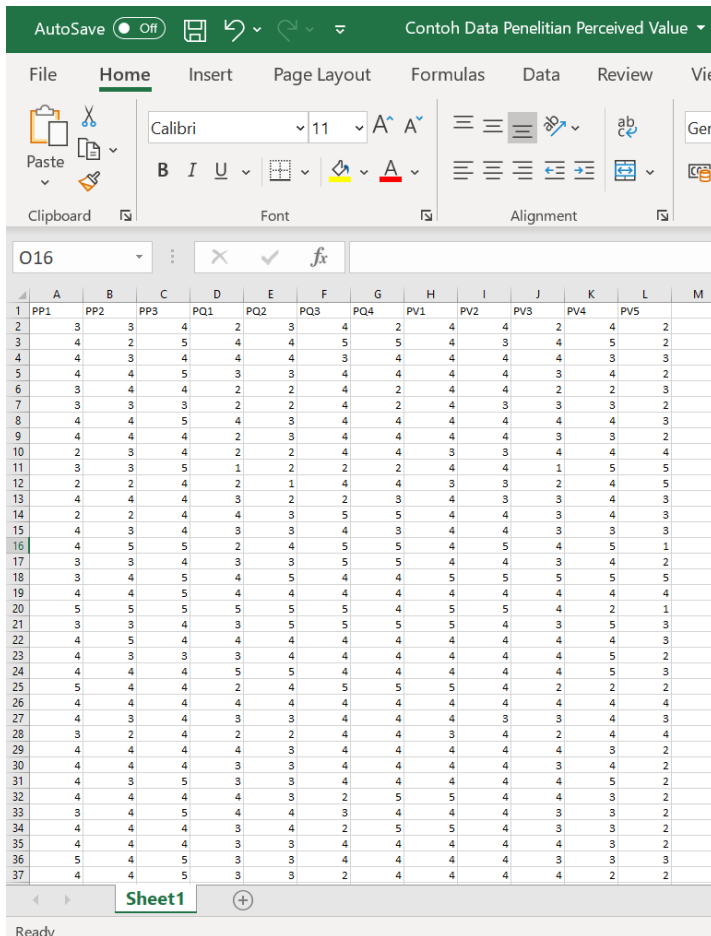 AutoSave Off Contoh Data Penelitian Perceived Value
File Home Insert Page Layout Formulas Data Review Vie
Calibri 11 A A ab Ger
Paste B I U A
Clipboard Font Alignment
O16 fx
A B C D E F G H I J K L M
1 PP1 PP2 PP3 PQ1 PQ2 PQ3 PQ4 PV1 PV2 PV3 PV4 PV5
2 3 3 4 2 3 4 2 4 4 2 4 2
3 4 2 5 4 4 5 5 4 3 4 5 2
4 4 3 4 4 4 3 4 4 4 4 3 3
5 4 4 5 3 3 4 4 4 4 3 4 2
6 3 4 4 2 2 4 2 4 4 2 2 3
7 3 3 3 2 2 4 2 4 3 3 3 2
8 4 4 5 4 3 4 4 4 4 4 4 3
9 4 4 4 2 3 4 4 4 4 3 3 2
10 2 3 4 2 2 4 4 3 3 4 4 4
11 3 3 5 1 2 2 2 4 4 1 5 5
12 2 2 4 2 1 4 4 3 3 2 4 5
13 4 4 4 3 2 2 3 4 3 3 4 3
14 2 2 4 4 3 5 5 4 4 3 4 3
15 4 3 4 3 3 4 3 4 4 3 3 3
16 4 5 5 2 4 5 5 4 5 4 5 1
17 3 3 4 3 3 5 5 4 4 3 4 2
18 3 4 5 4 5 4 4 5 5 5 5 5
19 4 4 5 4 4 4 4 4 4 4 4 4
20 5 5 5 5 5 5 4 5 5 4 2 1
21 3 3 4 3 5 5 5 5 4 3 5 3
22 4 5 4 4 4 4 4 4 4 4 4 3
23 4 3 3 3 4 4 4 4 4 4 5 2
24 4 4 4 5 5 4 4 4 4 4 5 3
25 5 4 4 2 4 5 5 5 4 2 2 2
26 4 4 4 4 4 4 4 4 4 4 4 4
27 4 3 4 3 3 4 4 4 3 3 4 3
28 3 2 4 2 2 4 4 3 4 2 4 4
29 4 4 4 4 3 4 4 4 4 4 3 2
30 4 4 4 3 3 4 4 4 4 3 4 2
31 4 3 5 3 3 4 4 4 4 4 5 2
32 4 4 4 4 3 2 5 5 4 4 3 2
33 3 4 5 4 4 3 4 4 4 3 3 2
34 4 4 4 3 4 2 5 5 4 3 3 2
35 4 4 4 3 3 4 4 4 4 4 3 2
36 5 4 5 3 3 4 4 4 4 3 3 3
37 4 4 5 3 3 2 4 4 4 4 2 2
Sheet1
Ready